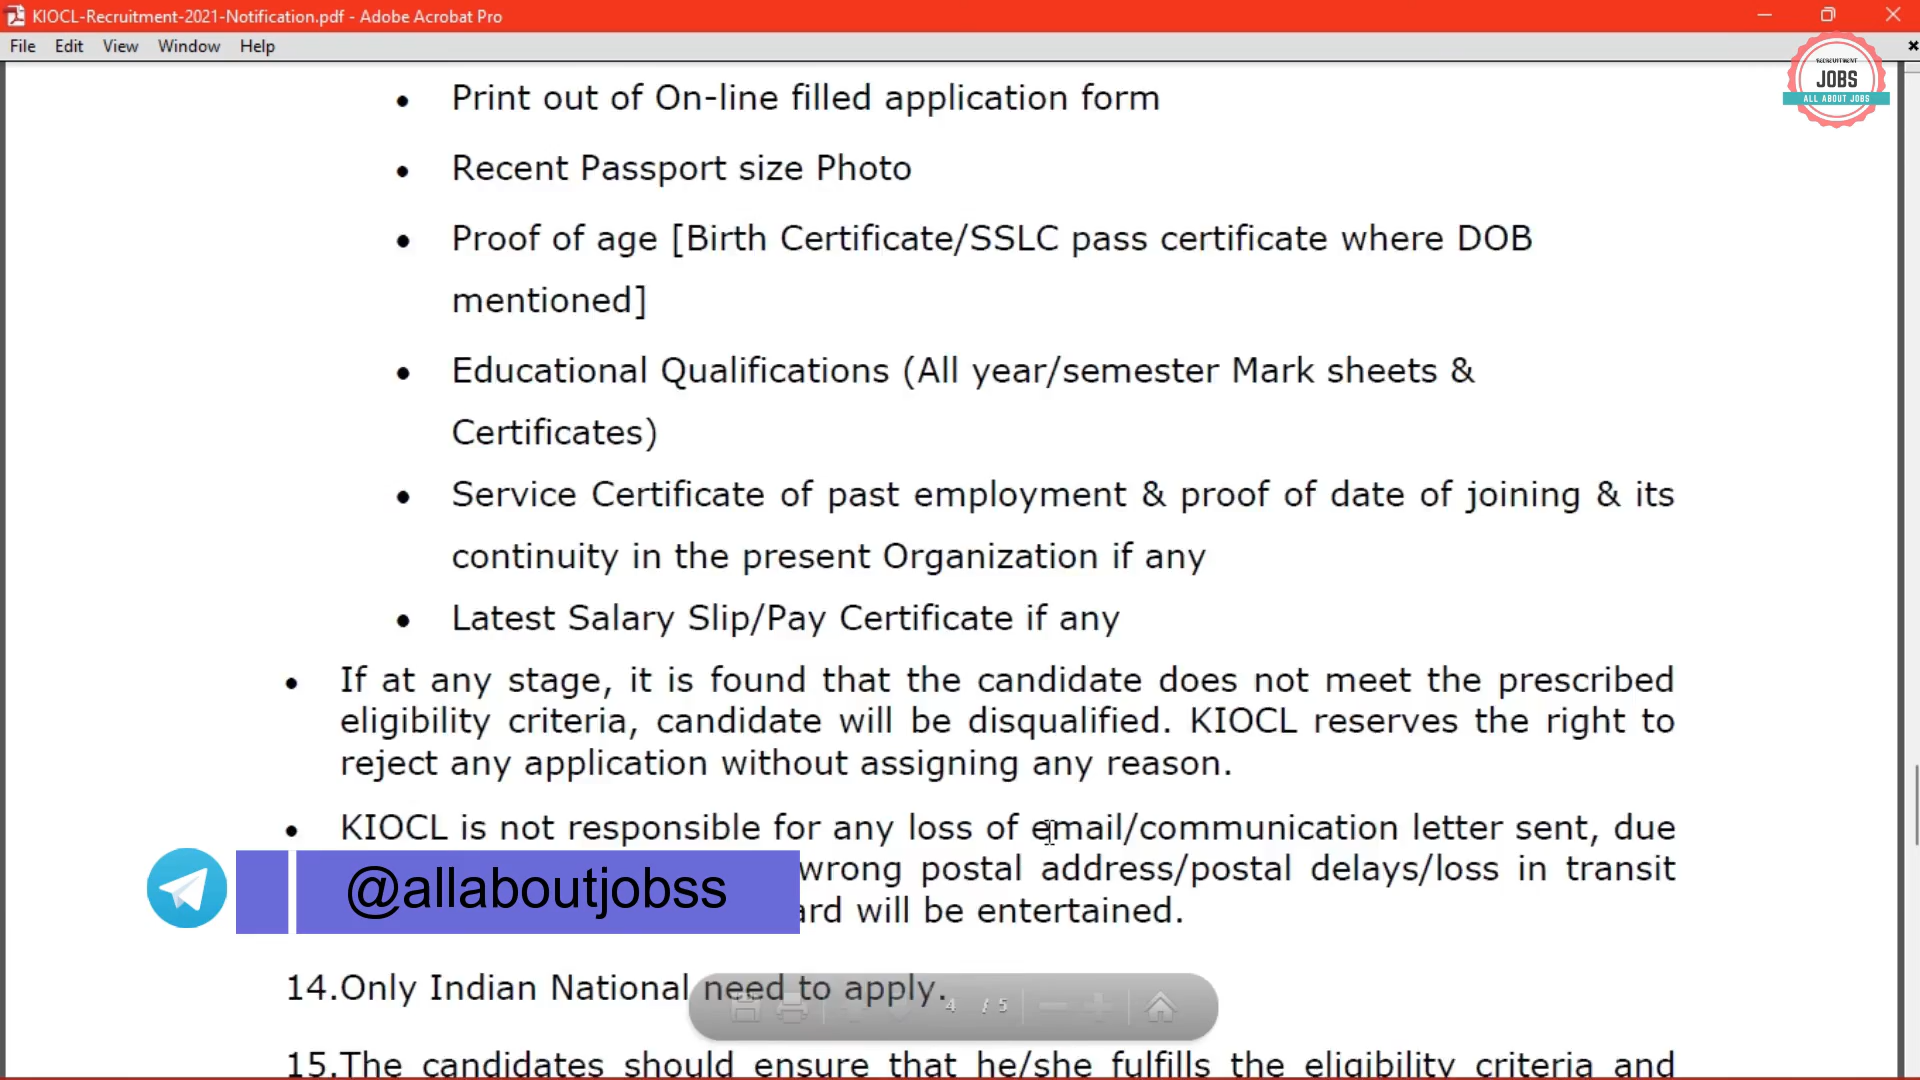 KIOCL-Recruitment-2021-Notification.pdf - Adobe Acrobat Pro
File Edit View Window Help
RECRUITMENT
JOBS
ALL ABOUT JOBS
• Print out of On-line filled application form
• Recent Passport size Photo
• Proof of age [Birth Certificate/SSLC pass certificate where DOB
mentioned]
• Educational Qualifications (All year/semester Mark sheets &
Certificates)
• Service Certificate of past employment & proof of date of joining & its
continuity in the present Organization if any
• Latest Salary Slip/Pay Certificate if any
• If at any stage, it is found that the candidate does not meet the prescribed
eligibility criteria, candidate will be disqualified. KIOCL reserves the right to
reject any application without assigning any reason.
• KIOCL is not responsible for any loss of email/communication letter sent, due
wrong postal address/postal delays/loss in transit
@allaboutjobss
ard will be entertained.
14.Only Indian National need to apply.
4 / 5
15.The candidates should ensure that he/she fulfills the eligibility criteria and